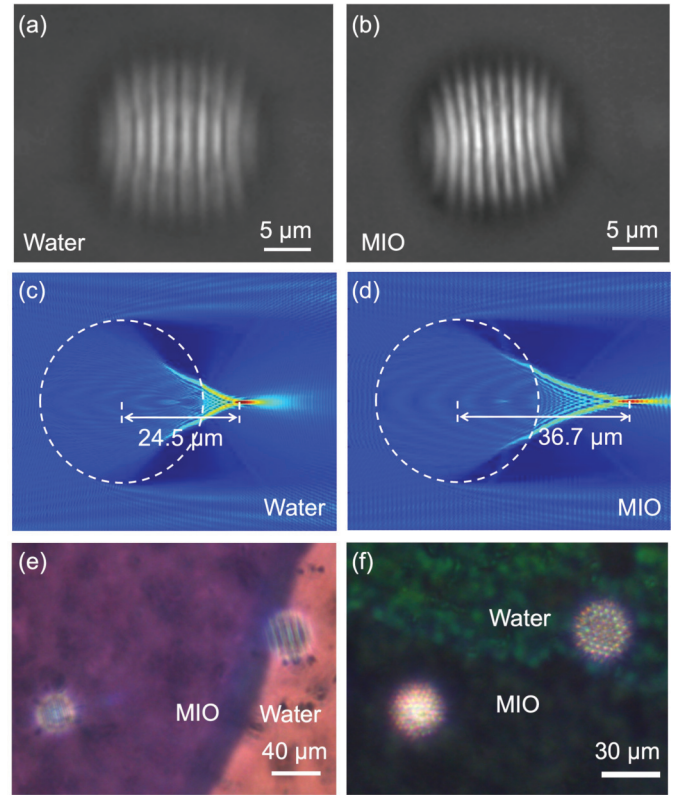 (a)
(b)
Water
5 µm
MIO
5 µm
(c)
(d)
24.5 µm
36.7 µm
Water
MIO
(e)
(f)
MIO
Water
40 µm
Water
MIO
30 µm